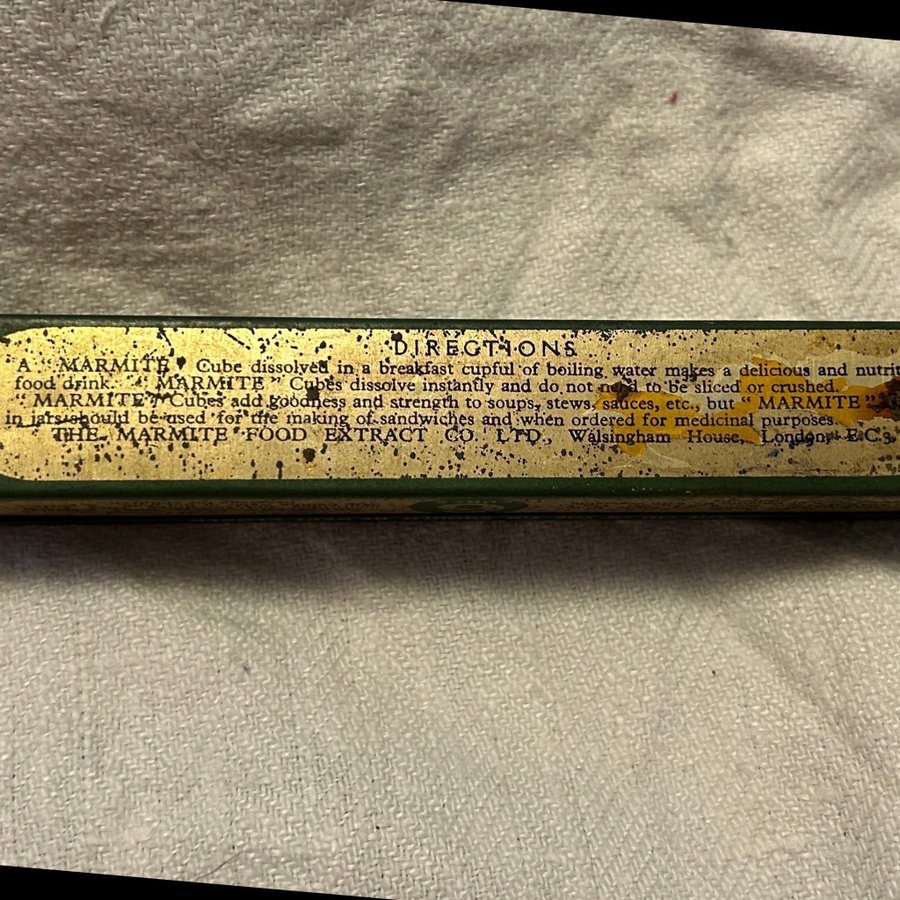 DIRECTIONS
A "MARMITE" Cube dissolved in a breakfast cupful of boiling water makes a delicious and nutrit
food drink. "MARMITE" Cubes dissolve instantly and do not need to be sliced or crushed.
"MARMITE" Cubes add goodness and strength to soups, stews, sauces, etc., but "MARMITE"
in jars should be used for the making of sandwiches and when ordered for medicinal purposes.
THE MARMITE FOOD EXTRACT CO. LTD., Walsingham House, London, E.C.3.